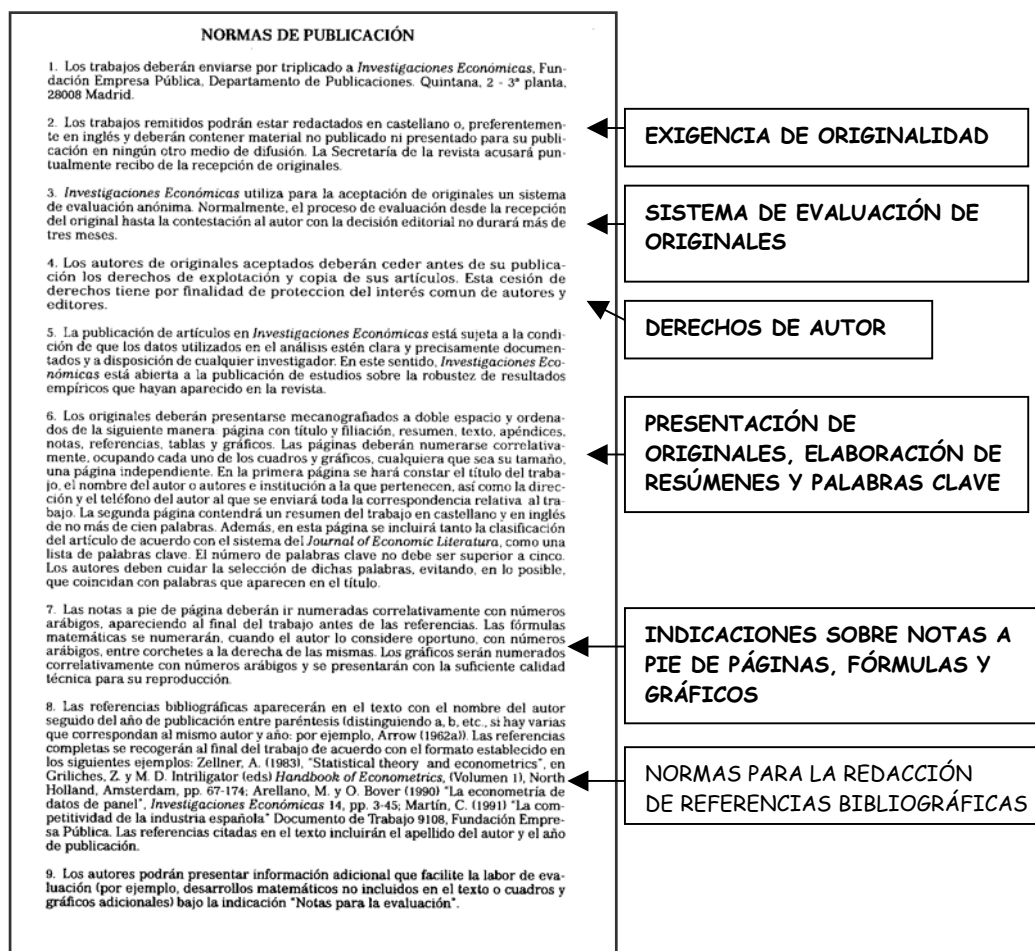 NORMAS DE PUBLICACIÓN
1. Los trabajos deberán enviarse por triplicado a Investigaciones Económicas, Fun-
dación Empresa Pública, Departamento de Publicaciones. Quintana, 2 - 3ª planta,
28008 Madrid.
2. Los trabajos remitidos podrán estar redactados en castellano o, preferentemen-
te en inglés y deberán contener material no publicado ni presentado para su publi-
cación en ningún otro medio de difusión. La Secretaría de la revista acusará pun-
tualmente recibo de la recepción de originales.
3. Investigaciones Económicas utiliza para la aceptación de originales un sistema
de evaluación anónima. Normalmente, el proceso de evaluación desde la recepción
del original hasta la contestación al autor con la decisión editorial no durará más de
tres meses.
4. Los autores de originales aceptados deberán ceder antes de su publica-
ción los derechos de explotación y copia de sus artículos. Esta cesión de
derechos tiene por finalidad de proteccion del interés comun de autores y
editores.
5. La publicación de artículos en Investigaciones Económicas está sujeta a la condi-
ción de que los datos utilizados en el análisis estén clara y precisamente documen-
tados y a disposición de cualquier investigador. En este sentido, Investigaciones Eco-
nómicas está abierta a la publicación de estudios sobre la robustez de resultados
empíricos que hayan aparecido en la revista.
6. Los originales deberán presentarse mecanografiados a doble espacio y ordena-
dos de la siguiente manera: página con título y filiación, resumen, texto, apéndices,
notas, referencias, tablas y gráficos. Las páginas deberán numerarse correlativa-
mente, ocupando cada uno de los cuadros y gráficos, cualquiera que sea su tamaño,
una página independiente. En la primera página se hará constar el título del traba-
jo, el nombre del autor o autores e institución a la que pertenecen, así como la direc-
ción y el teléfono del autor al que se enviará toda la correspondencia relativa al tra-
bajo. La segunda página contendrá un resumen del trabajo en castellano y en inglés
de no más de cien palabras. Además, en esta página se incluirá tanto la clasificación
del artículo de acuerdo con el sistema del Journal of Economic Literatura, como una
lista de palabras clave. El número de palabras clave no debe ser superior a cinco.
Los autores deben cuidar la selección de dichas palabras, evitando, en lo posible,
que coincidan con palabras que aparecen en el título.
7. Las notas a pie de página deberán ir numeradas correlativamente con números
arábigos, apareciendo al final del trabajo antes de las referencias. Las fórmulas
matemáticas se numerarán, cuando el autor lo considere oportuno, con números
arábigos, entre corchetes a la derecha de las mismas. Los gráficos serán numerados
correlativamente con números arábigos y se presentarán con la suficiente calidad
técnica para su reproducción.
8. Las referencias bibliográficas aparecerán en el texto con el nombre del autor
seguido del año de publicación entre paréntesis (distinguiendo a, b, etc., si hay varias
que correspondan al mismo autor y año: por ejemplo, Arrow (1962a)). Las referencias
completas se recogerán al final del trabajo de acuerdo con el formato establecido en
los siguientes ejemplos: Zellner, A. (1983), "Statistical theory and econometrics", en
Griliches, Z. y M. D. Intriligator (eds) Handbook of Econometrics, (Volumen 1), North
Holland, Amsterdam, pp. 67-174; Arellano, M. y O. Bover (1990) "La econometría de
datos de panel", Investigaciones Económicas 14, pp. 3-45; Martín, C. (1991) "La com-
petitividad de la industria española" Documento de Trabajo 9108, Fundación Empre-
sa Pública. Las referencias citadas en el texto incluirán el apellido del autor y el año
de publicación.
9. Los autores podrán presentar información adicional que facilite la labor de eva-
luación (por ejemplo, desarrollos matemáticos no incluidos en el texto o cuadros y
gráficos adicionales) bajo la indicación "Notas para la evaluación".
EXIGENCIA DE ORIGINALIDAD
SISTEMA DE EVALUACIÓN DE
ORIGINALES
DERECHOS DE AUTOR
PRESENTACIÓN DE
ORIGINALES, ELABORACIÓN DE
RESÚMENES Y PALABRAS CLAVE
INDICACIONES SOBRE NOTAS A
PIE DE PÁGINAS, FÓRMULAS Y
GRÁFICOS
NORMAS PARA LA REDACCIÓN
DE REFERENCIAS BIBLIOGRÁFICAS